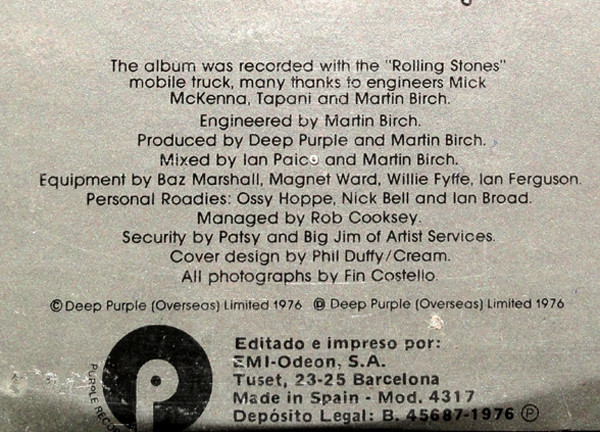 The album was recorded with the "Rolling Stones"
mobile truck, many thanks to engineers Mick
McKenna, Tapani and Martin Birch.
Engineered by Martin Birch.
Produced by Deep Purple and Martin Birch.
Mixed by Ian Paice and Martin Birch.
Equipment by Baz Marshall, Magnet Ward, Willie Fyffe, Ian Ferguson.
Personal Roadies: Ossy Hoppe, Nick Bell and Ian Broad.
Managed by Rob Cooksey.
Security by Patsy and Big Jim of Artist Services.
Cover design by Phil Duffy/Cream.
All photographs by Fin Costello.
© Deep Purple (Overseas) Limited 1976 ℗ Deep Purple (Overseas) Limited 1976
Editado e impreso por:
EMI-Odeon, S.A.
Tuset, 23-25 Barcelona
Made in Spain - Mod. 4317
Depósito Legal: B. 45687-1976 ℗
PURPLE